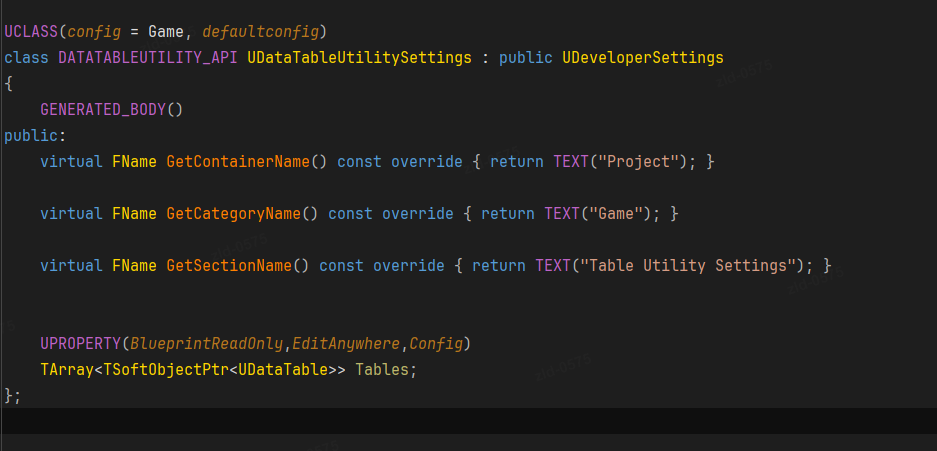 UCLASS(config = Game, defaultconfig)
class DATATABLEUTILITY_API UDataTableUtilitySettings : public UDeveloperSettings
{
    GENERATED_BODY()
public:
    virtual FName GetContainerName() const override { return TEXT("Project"); }
    virtual FName GetCategoryName() const override { return TEXT("Game"); }
    virtual FName GetSectionName() const override { return TEXT("Table Utility Settings"); }
    UPROPERTY(BlueprintReadOnly,EditAnywhere,Config)
    TArray<TSoftObjectPtr<UDataTable>> Tables;
};